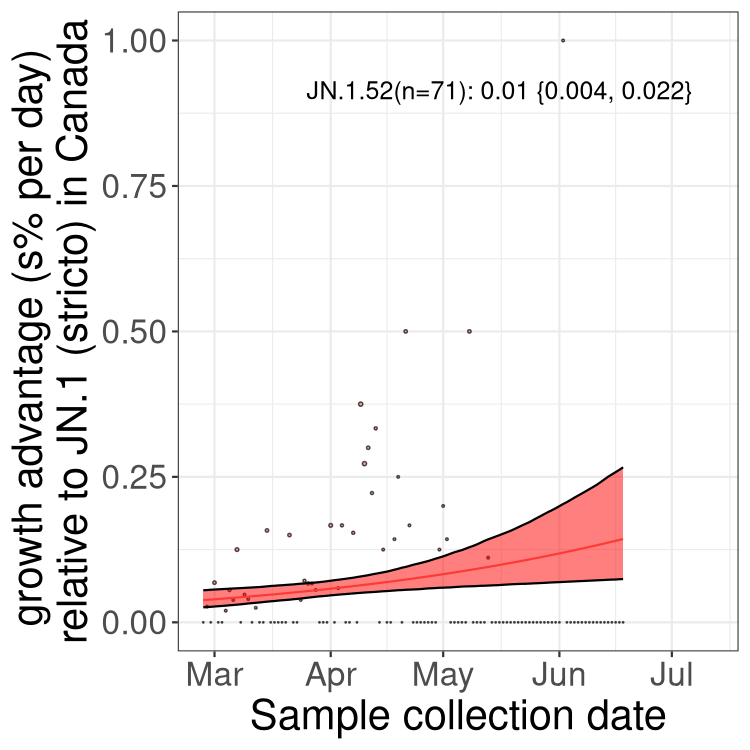 growth advantage (s% per day)
relative to JN.1 (stricto) in Canada
1.00
0.75
0.50
0.25
0.00
JN.1.52(n=71): 0.01 {0.004, 0.022}
Mar Apr May Jun Jul
Sample collection date